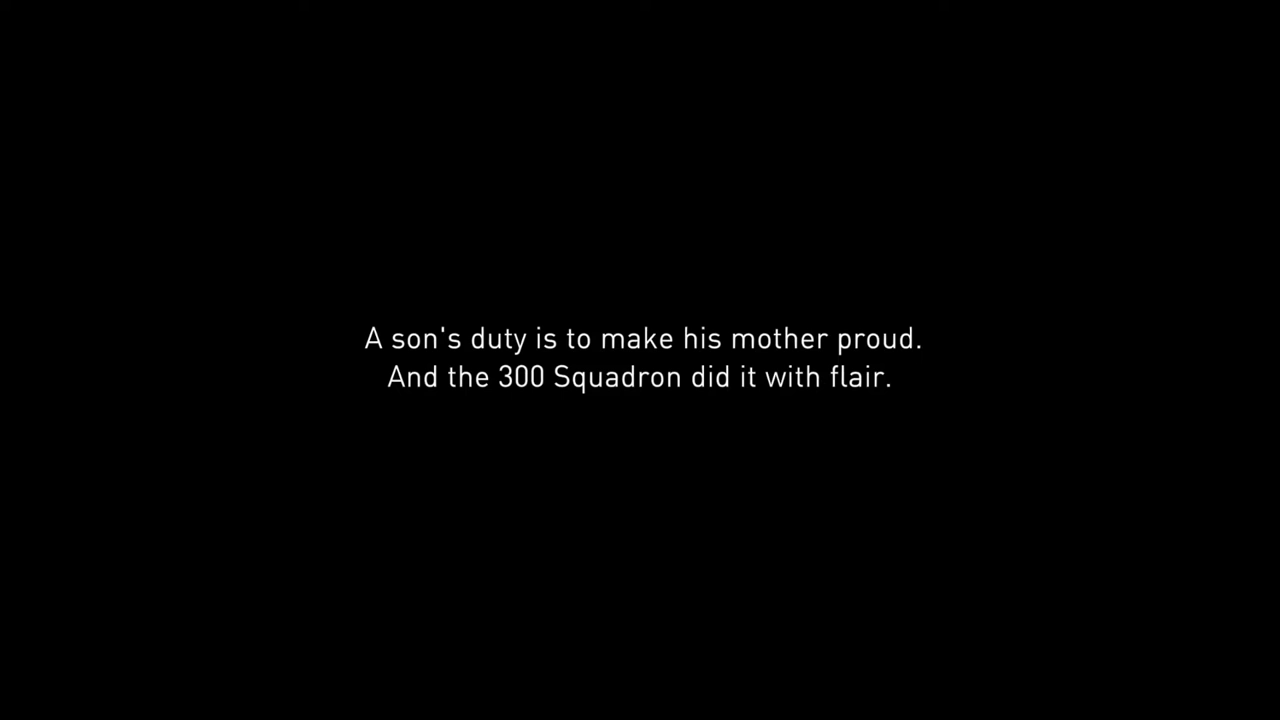 A son's duty is to make his mother proud.
And the 300 Squadron did it with flair.